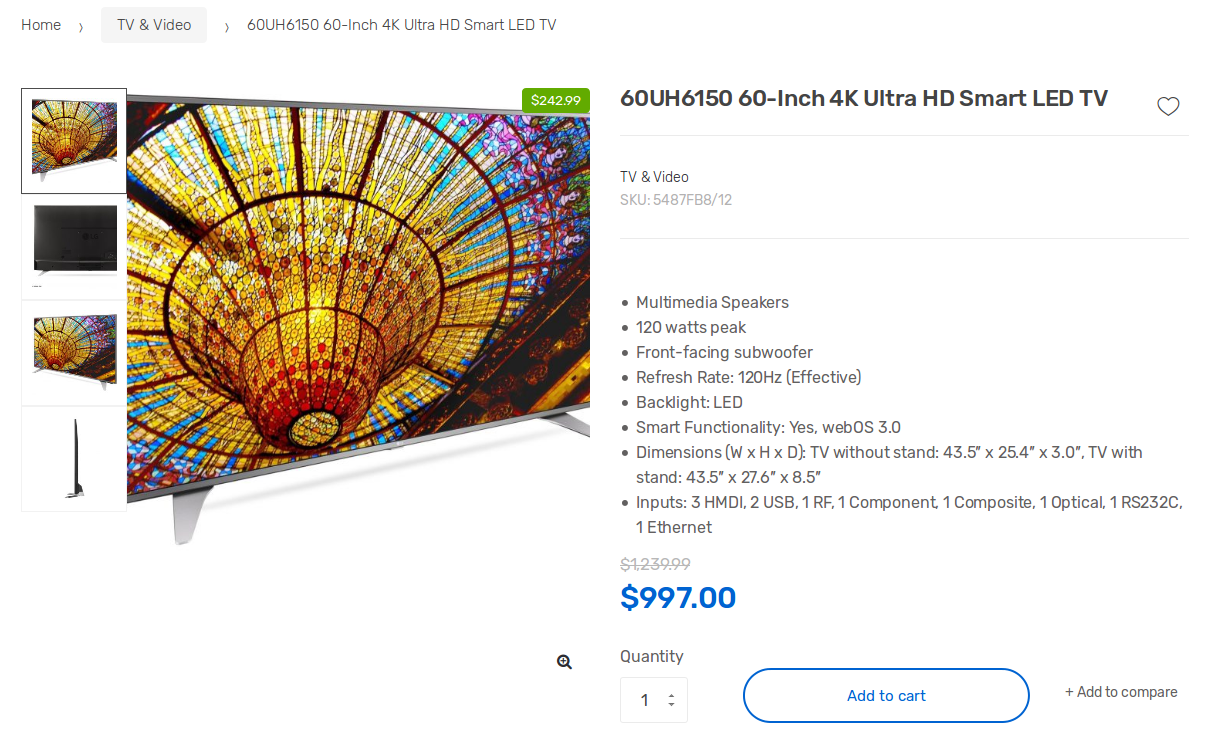 Home › TV & Video › 60UH6150 60-Inch 4K Ultra HD Smart LED TV
$242.99
60UH6150 60-Inch 4K Ultra HD Smart LED TV
TV & Video
SKU: 5487FB8/12
• Multimedia Speakers
• 120 watts peak
• Front-facing subwoofer
• Refresh Rate: 120Hz (Effective)
• Backlight: LED
• Smart Functionality: Yes, webOS 3.0
• Dimensions (W x H x D): TV without stand: 43.5″ x 25.4″ x 3.0″, TV with
stand: 43.5″ x 27.6″ x 8.5″
• Inputs: 3 HMDI, 2 USB, 1 RF, 1 Component, 1 Composite, 1 Optical, 1 RS232C,
1 Ethernet
$1,239.99
$997.00
Quantity
1
Add to cart
+ Add to compare